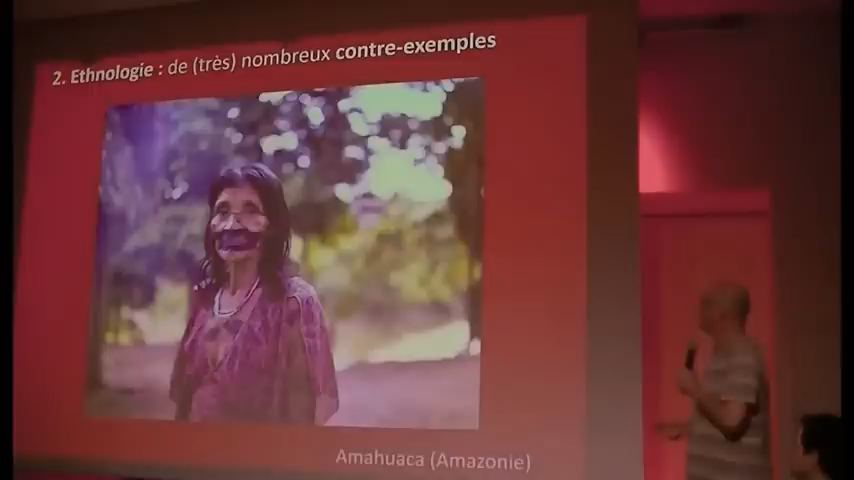 2. Ethnologie : de (très) nombreux contre-exemples
Amahuaca (Amazonie)